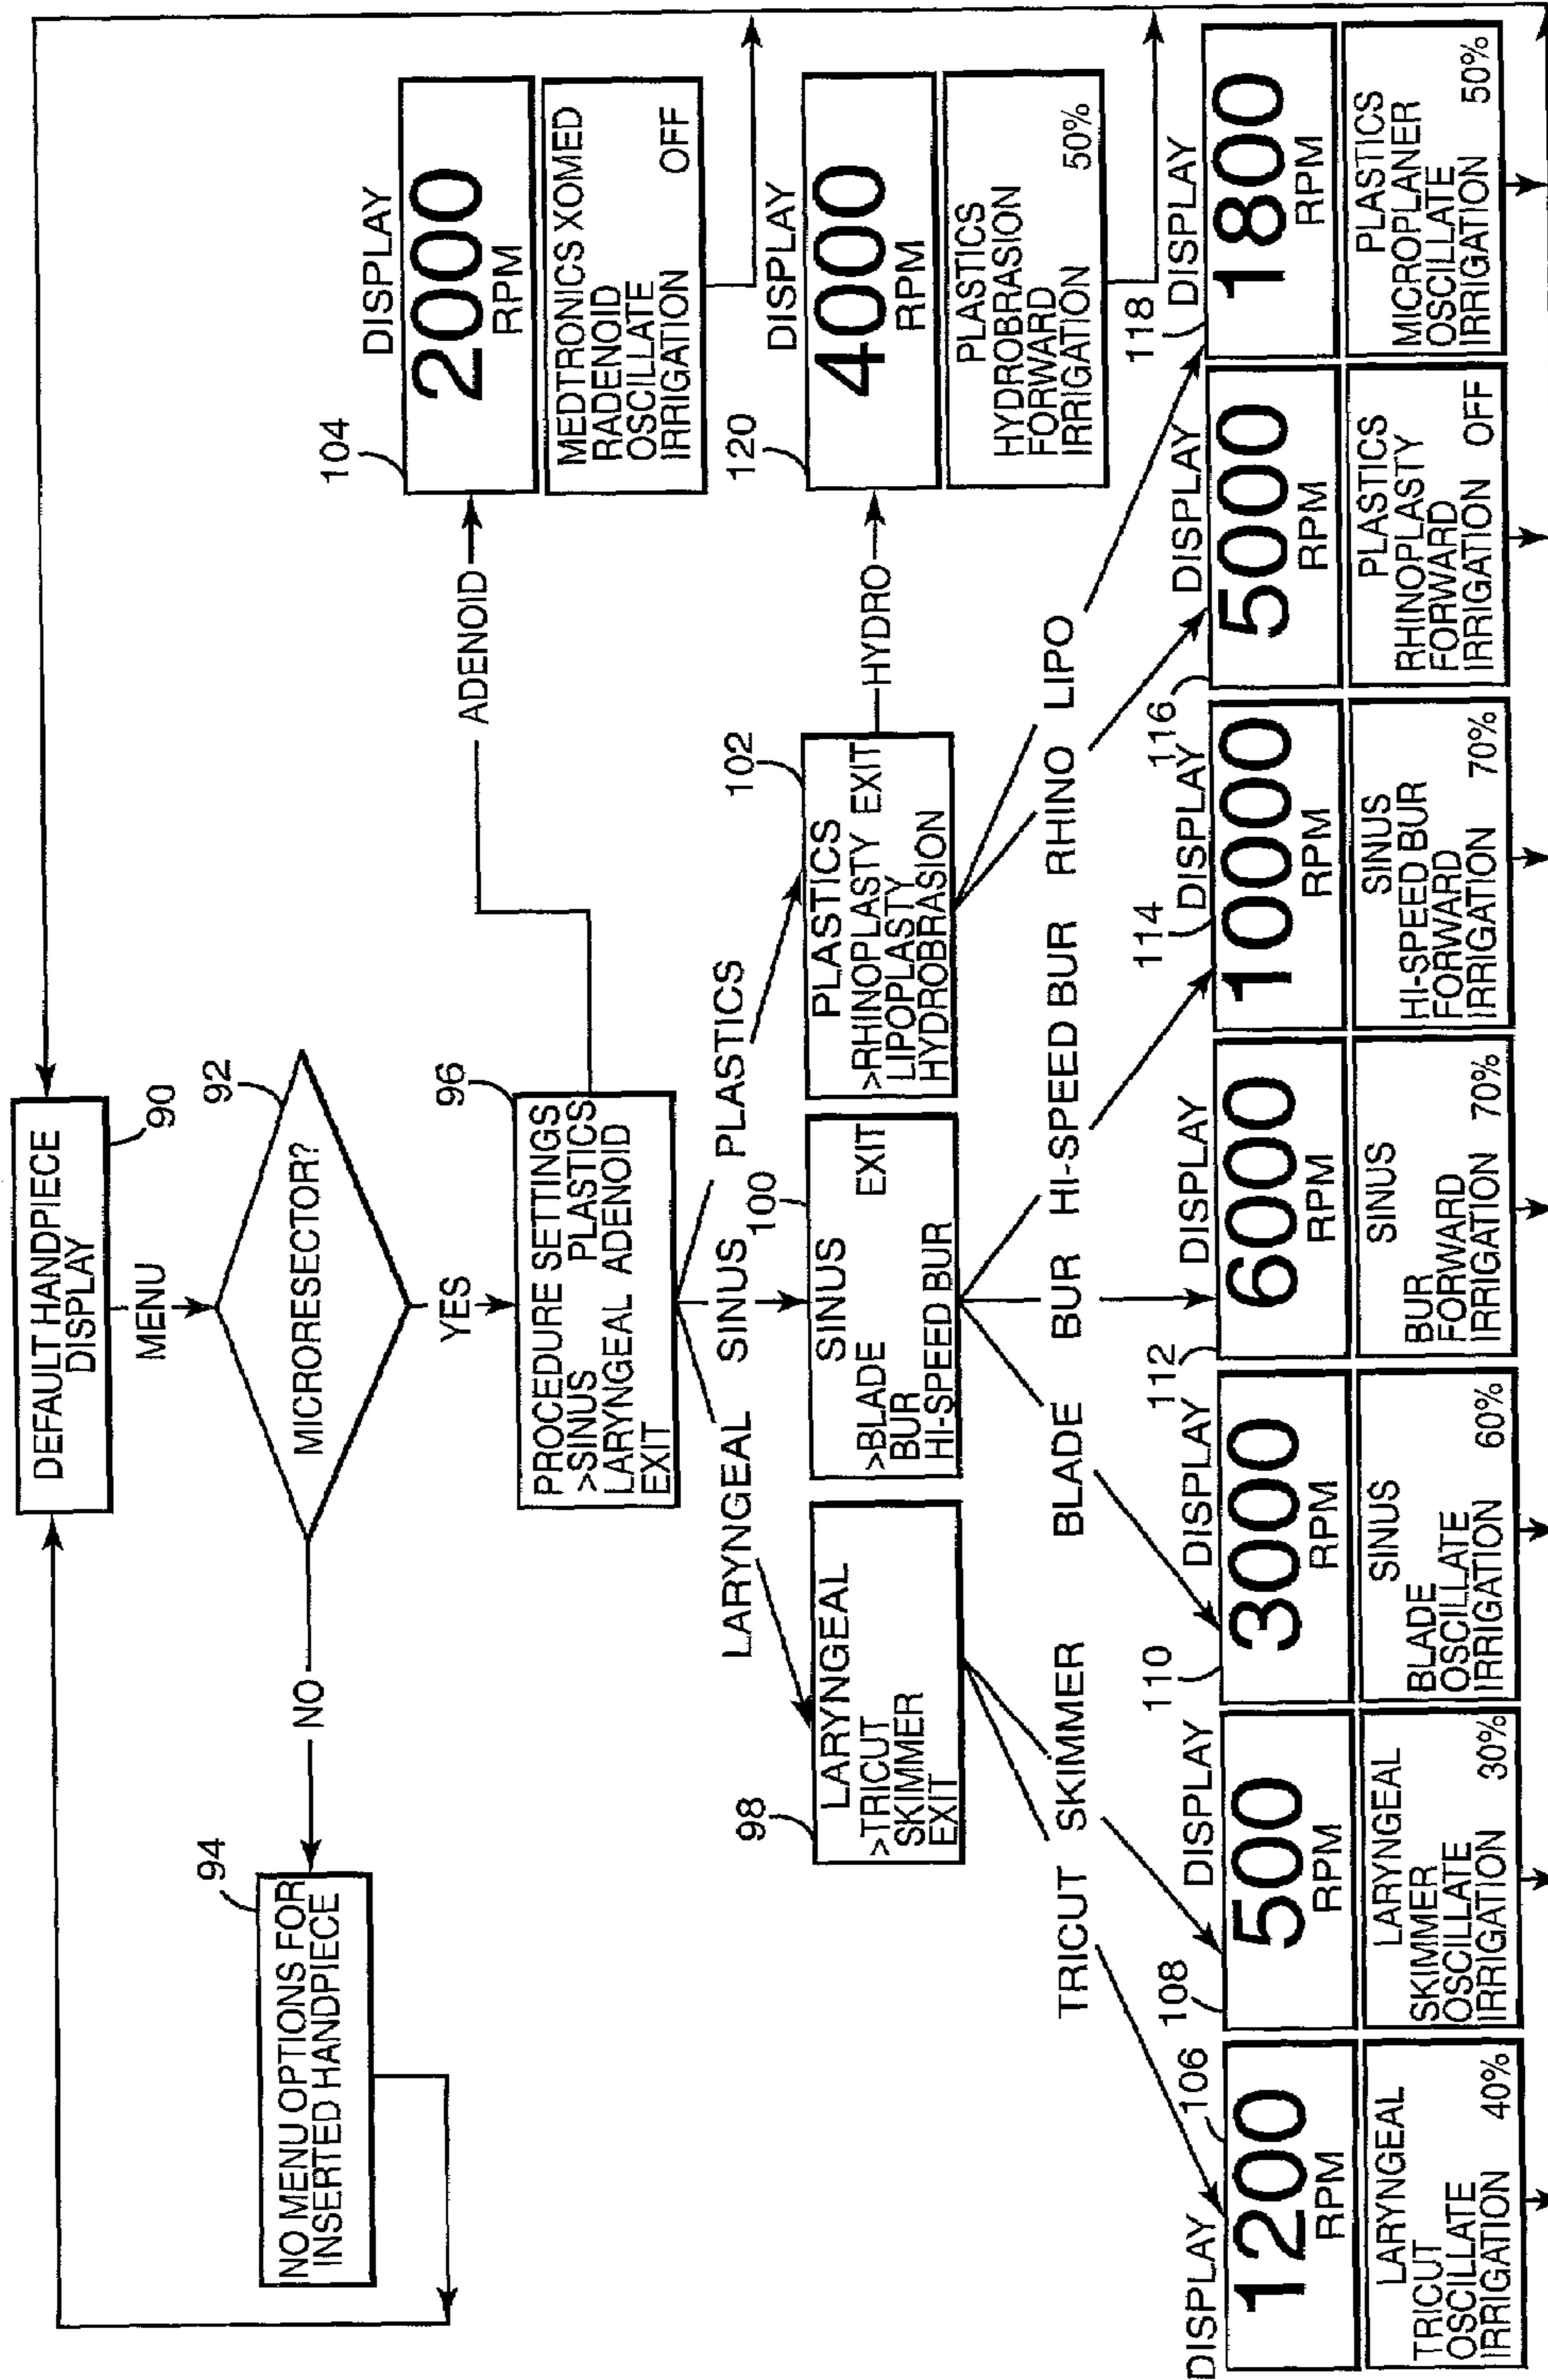 DEFAULT HANDPIECE
DISPLAY
90
MENU
MICRORESECTOR?
92
NO
94
NO MENU OPTIONS FOR
INSERTED HANDPIECE
YES
96
PROCEDURE SETTINGS
>SINUS PLASTICS
LARYNGEAL ADENOID
EXIT
ADENOID
104
DISPLAY
2000
RPM
MEDTRONICS XOMED
RADENOID
OSCILLATE
IRRIGATION OFF
LARYNGEAL
SINUS
PLASTICS
98
LARYNGEAL
>TRICUT
SKIMMER
EXIT
100
SINUS
>BLADE EXIT
BUR
HI-SPEED BUR
102
PLASTICS
>RHINOPLASTY EXIT
LIPOPLASTY
HYDROBRASION
HYDRO
120
DISPLAY
4000
RPM
PLASTICS
HYDROBRASION
FORWARD
IRRIGATION 50%
TRICUT
SKIMMER
BLADE
BUR
HI-SPEED BUR
RHINO
LIPO
DISPLAY
106
1200
RPM
LARYNGEAL
TRICUT
OSCILLATE
IRRIGATION 40%
108
DISPLAY
500
RPM
LARYNGEAL
SKIMMER
OSCILLATE
IRRIGATION 30%
110
DISPLAY
3000
RPM
SINUS
BLADE
OSCILLATE
IRRIGATION 60%
112
DISPLAY
6000
RPM
SINUS
BUR
FORWARD
IRRIGATION 70%
114
DISPLAY
10000
RPM
SINUS
HI-SPEED BUR
FORWARD
IRRIGATION 70%
116
DISPLAY
5000
RPM
PLASTICS
RHINOPLASTY
FORWARD
IRRIGATION OFF
118
DISPLAY
1800
RPM
PLASTICS
MICROPLANER
OSCILLATE
IRRIGATION 50%